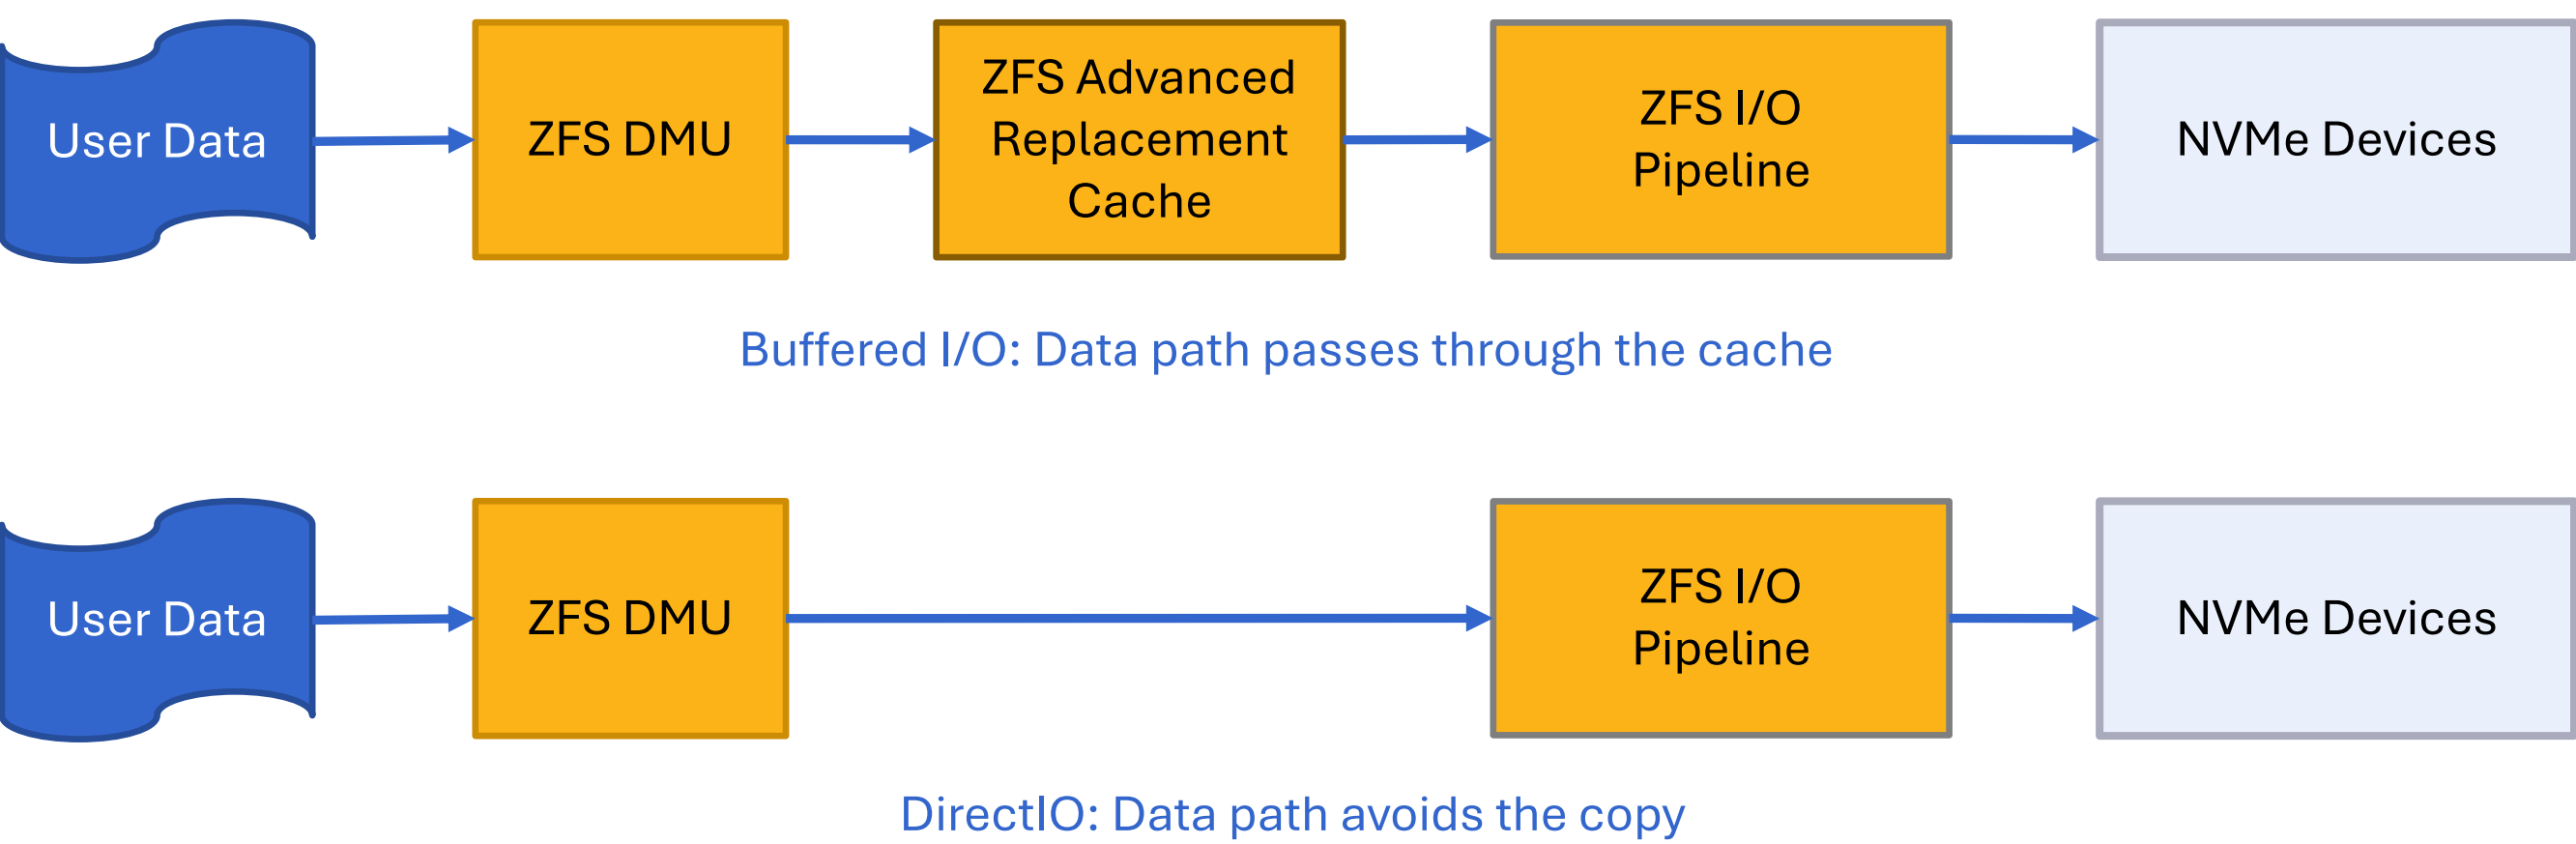 User Data
ZFS DMU
ZFS Advanced
Replacement
Cache
ZFS I/O
Pipeline
NVMe Devices
Buffered I/O: Data path passes through the cache
User Data
ZFS DMU
ZFS I/O
Pipeline
NVMe Devices
DirectIO: Data path avoids the copy